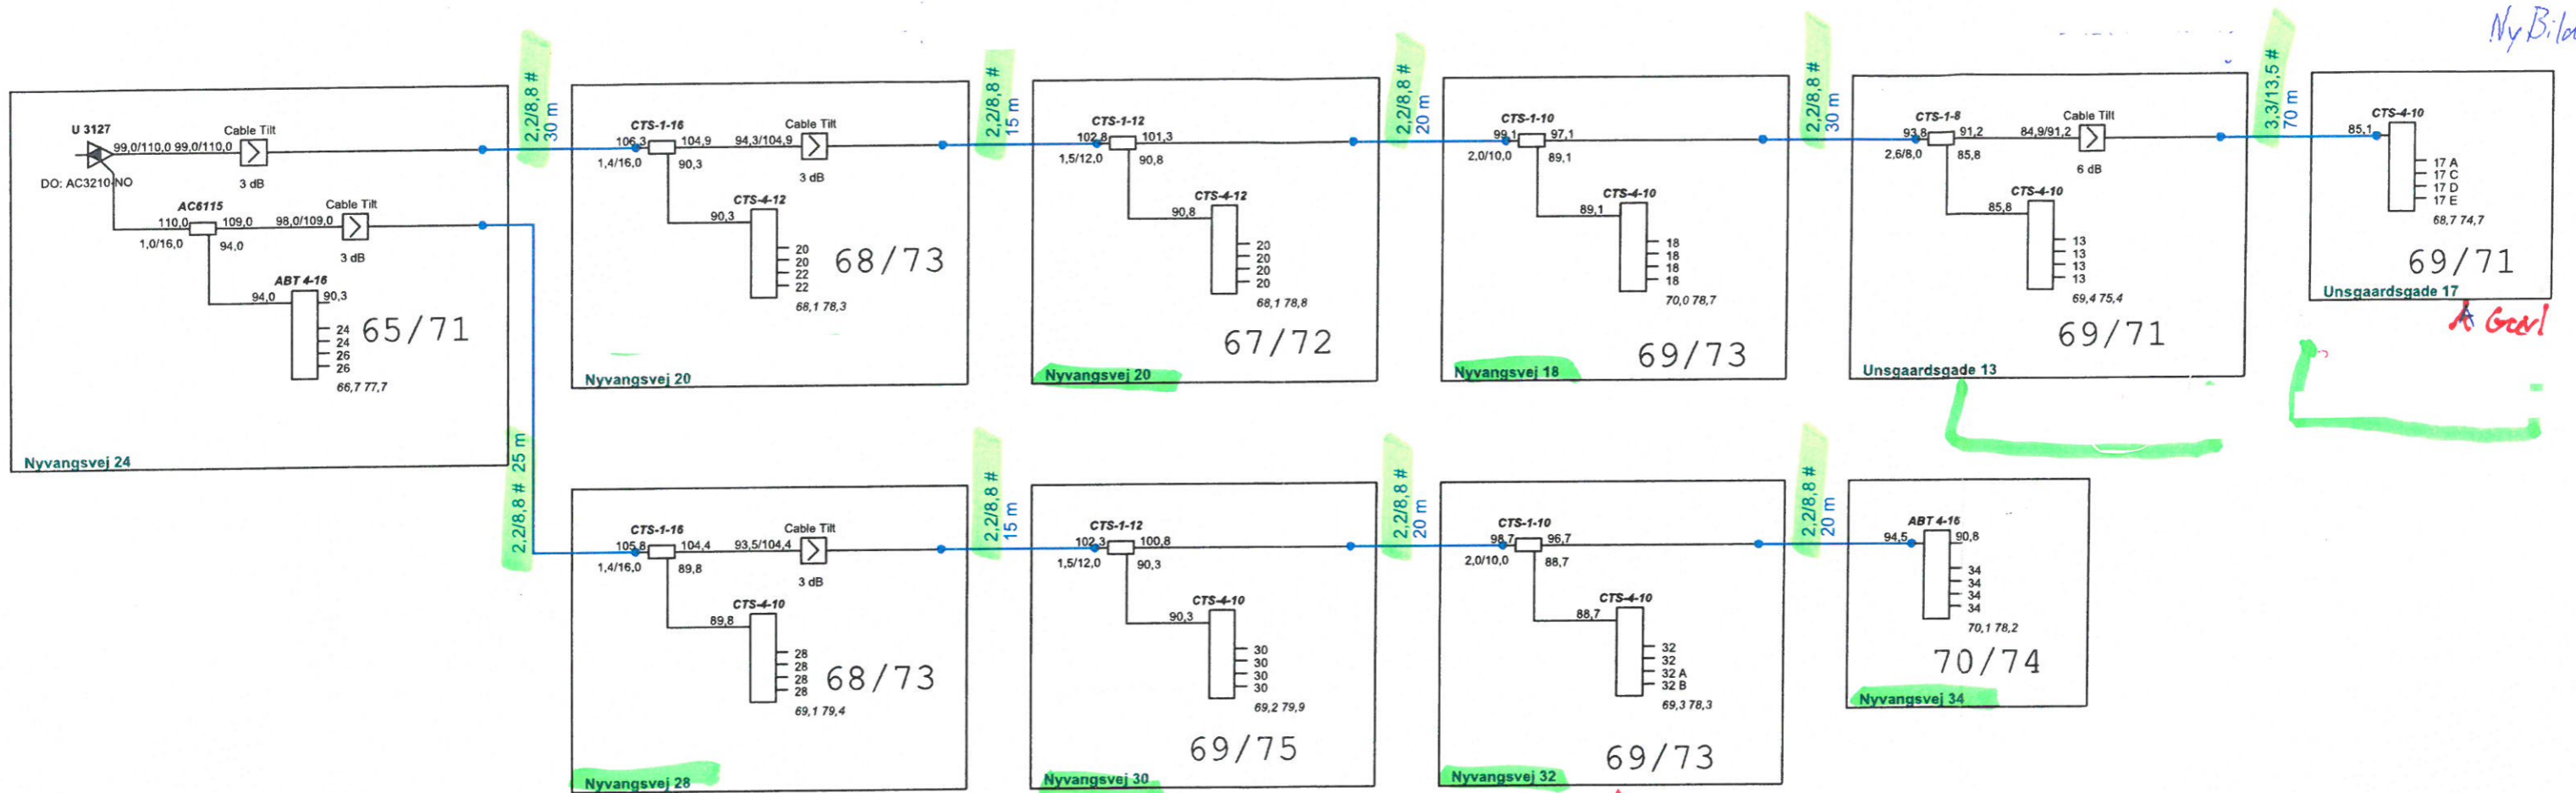 Ny Bila
U 3127
99,0/110,0 99,0/110,0
Cable Tilt
3 dB
DO: AC3210-NO
AC6115
110,0
109,0
98,0/109,0
Cable Tilt
1,0/16,0
94,0
3 dB
ABT 4-16
94,0
90,3
24
24
26
26
65/71
66,7 77,7
Nyvangsvej 24
2,2/8,8 #
30 m
CTS-1-16
106,3
104,9
94,3/104,9
Cable Tilt
1,4/16,0
90,3
3 dB
CTS-4-12
90,3
20
20
22
22
68/73
68,1 78,3
Nyvangsvej 20
2,2/8,8 #
15 m
CTS-1-12
102,8
101,3
1,5/12,0
90,8
CTS-4-12
90,8
20
20
20
20
68,1 78,8
67/72
Nyvangsvej 20
2,2/8,8 #
20 m
CTS-1-10
99,1
97,1
2,0/10,0
89,1
CTS-4-10
89,1
18
18
18
18
70,0 78,7
69/73
Nyvangsvej 18
2,2/8,8 #
30 m
CTS-1-8
93,8
91,2
84,9/91,2
Cable Tilt
2,6/8,0
85,8
6 dB
CTS-4-10
85,8
13
13
13
13
69,4 75,4
69/71
Unsgaardsgade 13
3,3/13,5 #
70 m
CTS-4-10
85,1
17 A
17 C
17 D
17 E
68,7 74,7
69/71
Unsgaardsgade 17
2,2/8,8 # 25 m
CTS-1-16
105,8
104,4
93,5/104,4
Cable Tilt
1,4/16,0
89,8
3 dB
CTS-4-10
89,8
28
28
28
28
68/73
69,1 79,4
Nyvangsvej 28
2,2/8,8 #
15 m
CTS-1-12
102,3
100,8
1,5/12,0
90,3
CTS-4-10
90,3
30
30
30
30
69,2 79,9
69/75
Nyvangsvej 30
2,2/8,8 #
20 m
CTS-1-10
98,7
96,7
2,0/10,0
88,7
CTS-4-10
88,7
32
32
32 A
32 B
69,3 78,3
69/73
Nyvangsvej 32
2,2/8,8 #
20 m
ABT 4-16
94,5
90,8
34
34
34
34
70,1 78,2
70/74
Nyvangsvej 34